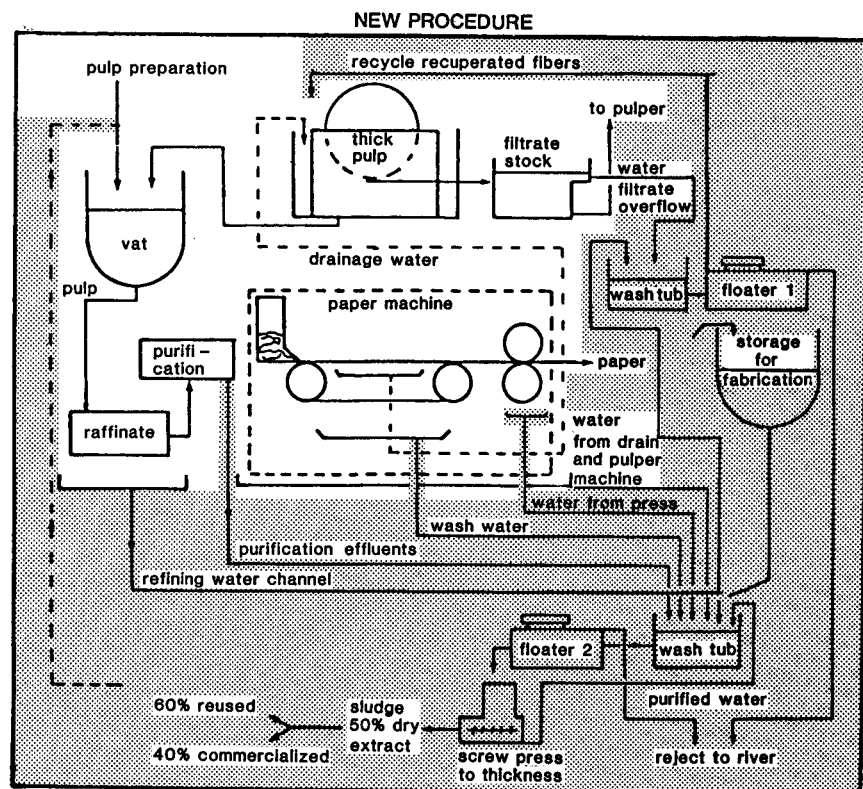 NEW PROCEDURE
pulp preparation
recycle recuperated fibers
to pulper
thick
pulp
filtrate
stock
water
filtrate
overflow
vat
drainage water
wash tub
floater 1
pulp
paper machine
purifi -
cation
paper
storage
for
fabrication
raffinate
water
from drain
and pulper
machine
water from press
wash water
purification effluents
refining water channel
floater 2
wash tub
purified water
60% reused
sludge
50% dry
extract
40% commercialized
screw press
to thickness
reject to river